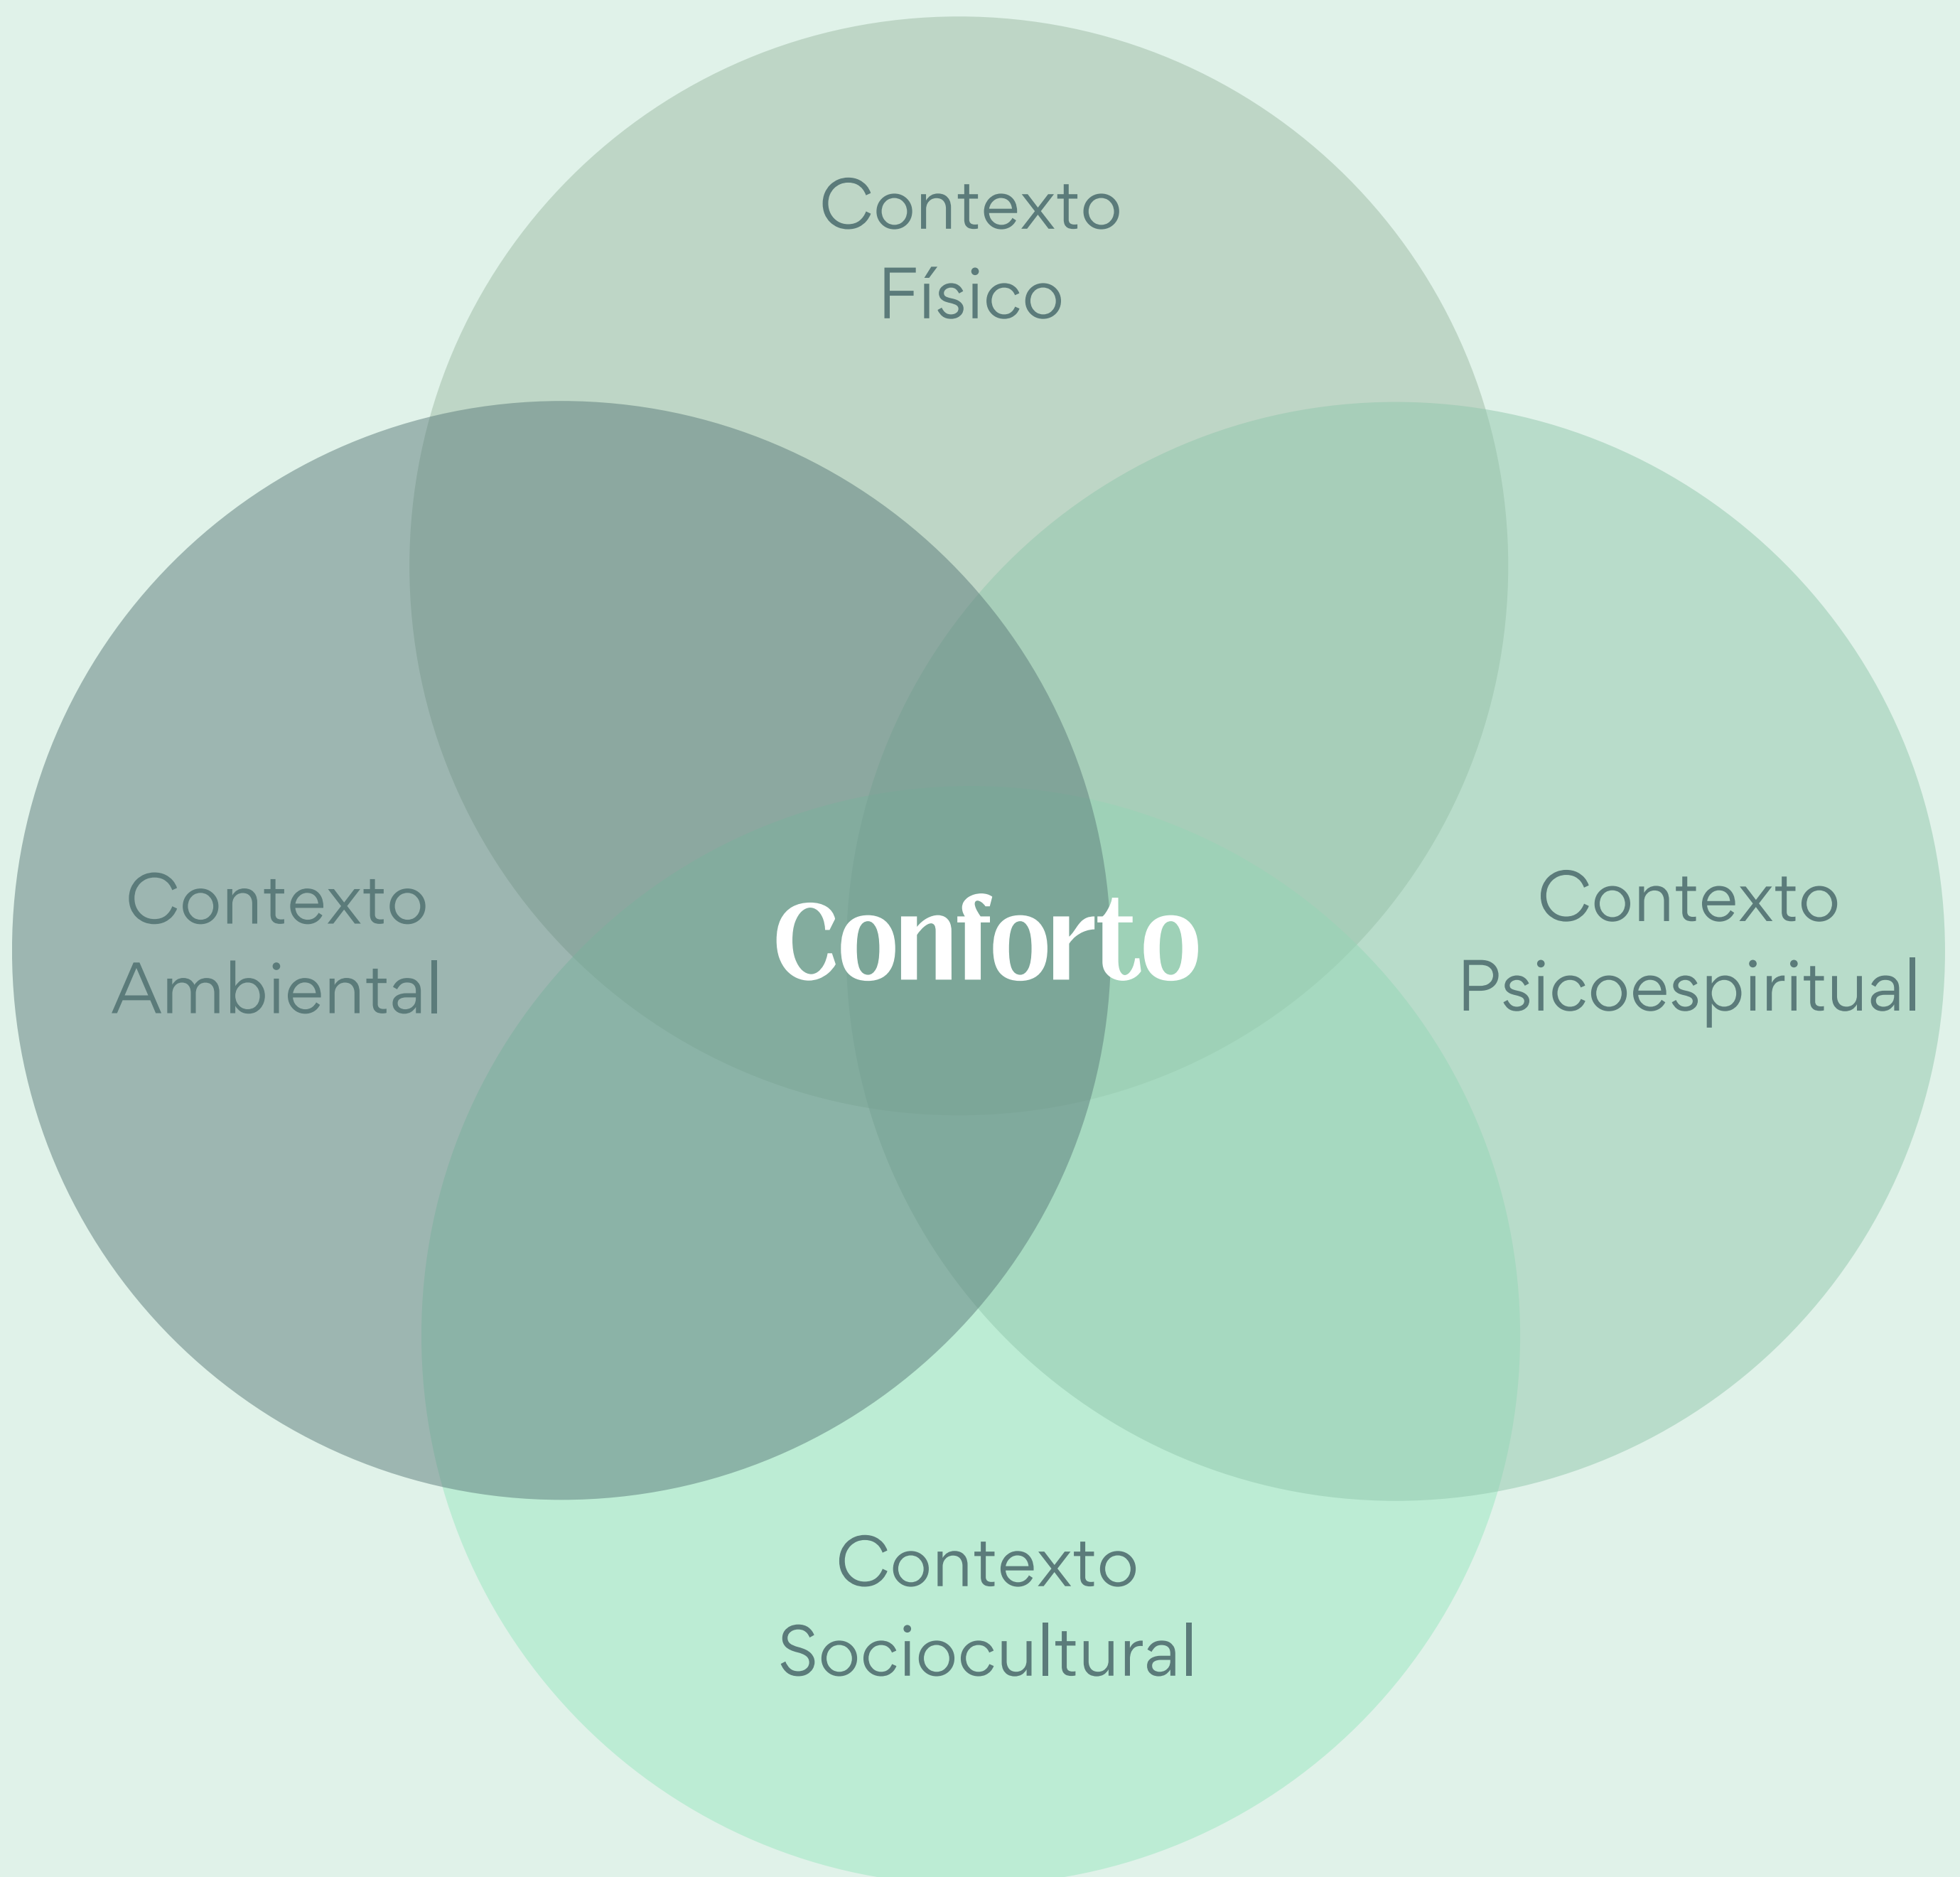 Contexto
Físico
Contexto
Ambiental
Conforto
Contexto
Psicoespiritual
Contexto
Sociocultural